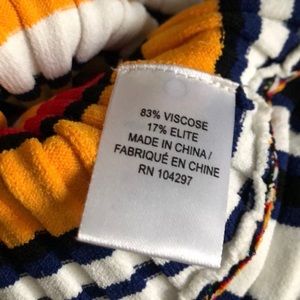 83% VISCOSE
17% ELITE
MADE IN CHINA /
FABRIQUÉ EN CHINE
RN 104297